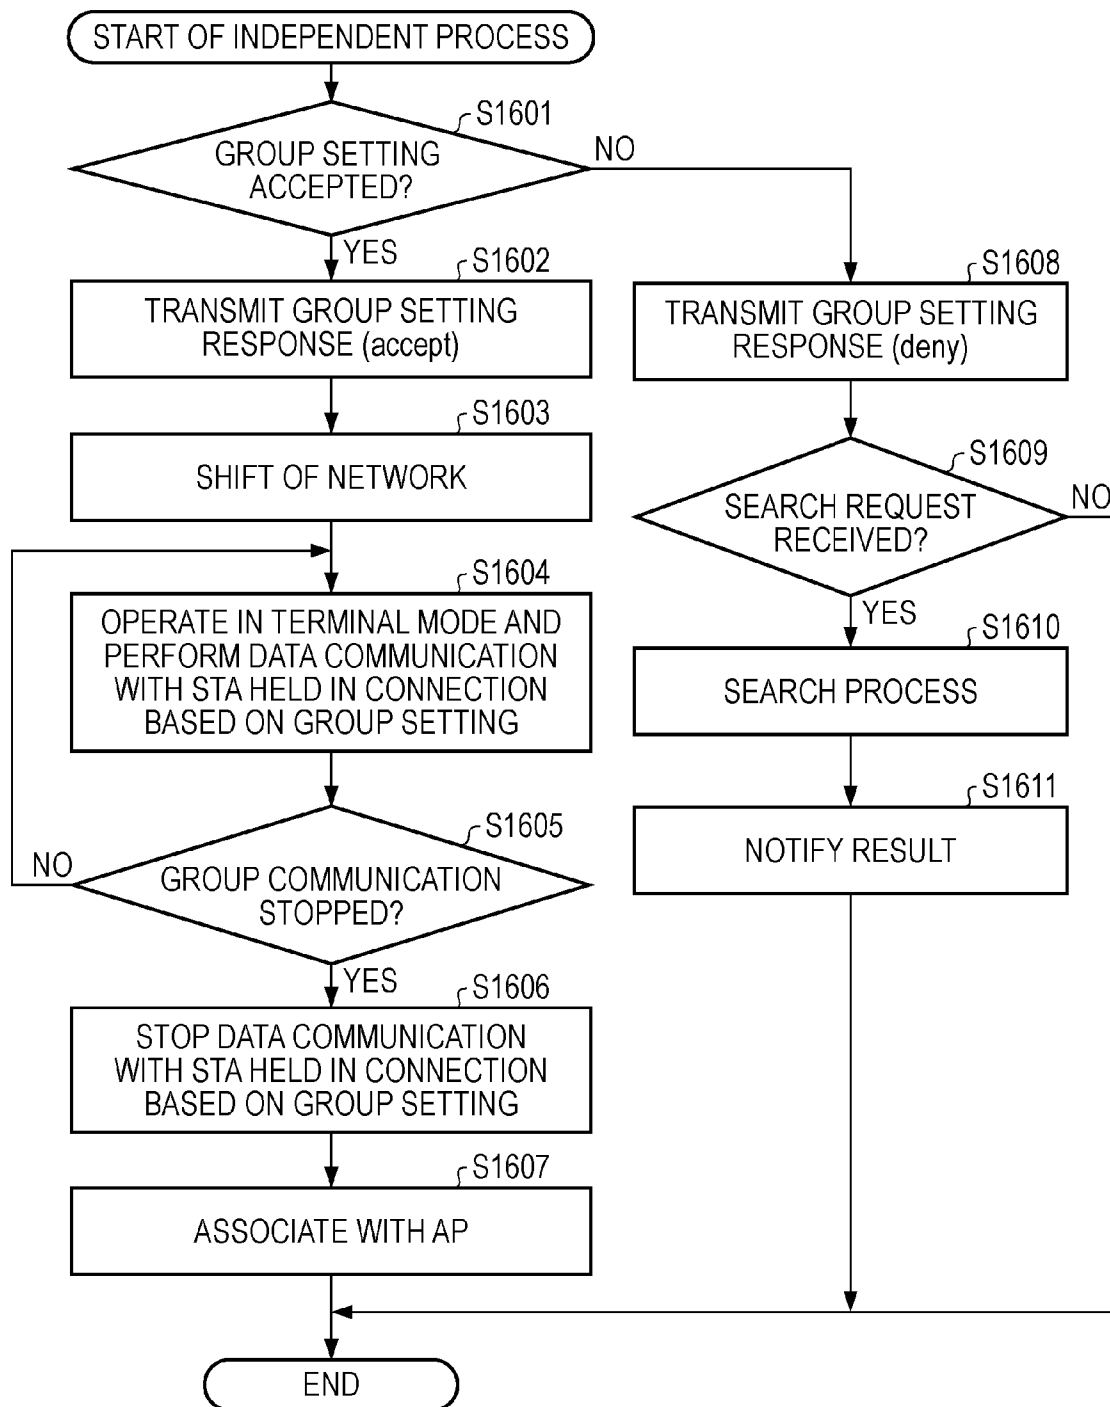 START OF INDEPENDENT PROCESS
S1601
GROUP SETTING
ACCEPTED?
NO
YES
S1602
TRANSMIT GROUP SETTING
RESPONSE (accept)
S1603
SHIFT OF NETWORK
S1604
OPERATE IN TERMINAL MODE AND
PERFORM DATA COMMUNICATION
WITH STA HELD IN CONNECTION
BASED ON GROUP SETTING
S1605
NO
GROUP COMMUNICATION
STOPPED?
YES
S1606
STOP DATA COMMUNICATION
WITH STA HELD IN CONNECTION
BASED ON GROUP SETTING
S1607
ASSOCIATE WITH AP
S1608
TRANSMIT GROUP SETTING
RESPONSE (deny)
S1609
NO
SEARCH REQUEST
RECEIVED?
YES
S1610
SEARCH PROCESS
S1611
NOTIFY RESULT
END